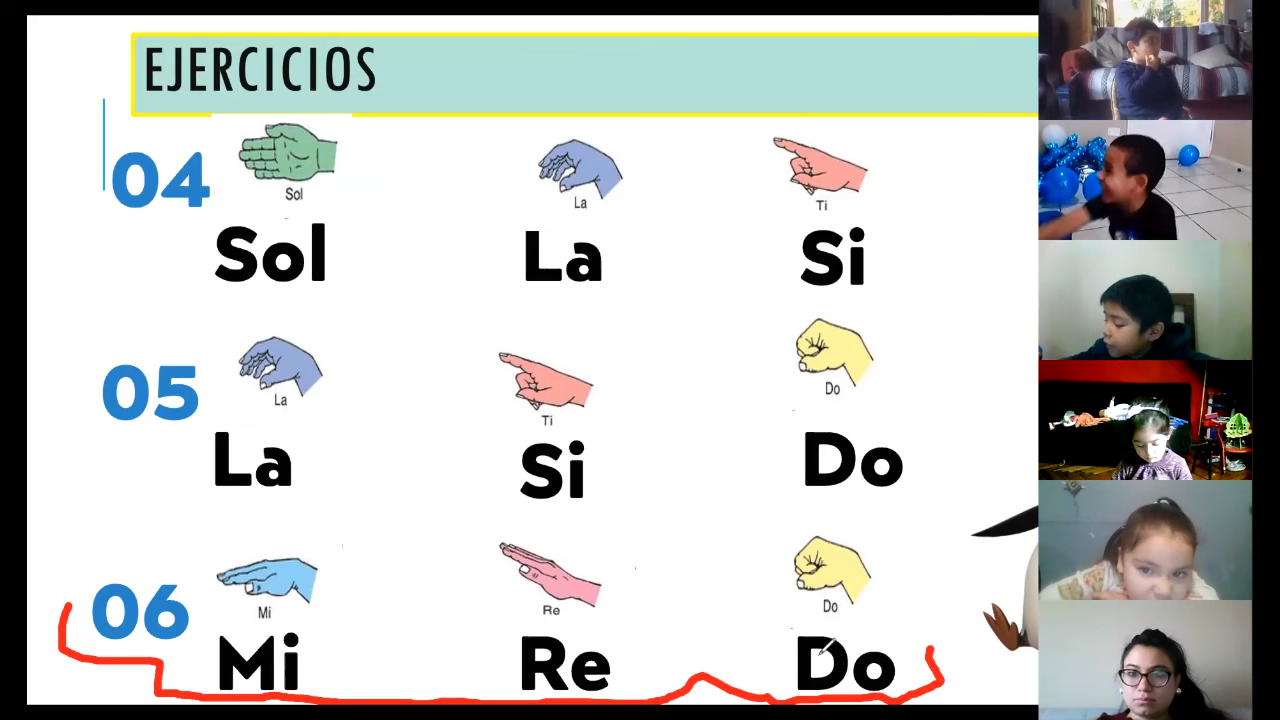 EJERCICIOS
04
Sol La Ti
Sol La Si
05
La Ti Do
La Si Do
06
Mi Re Do
Mi Re Do